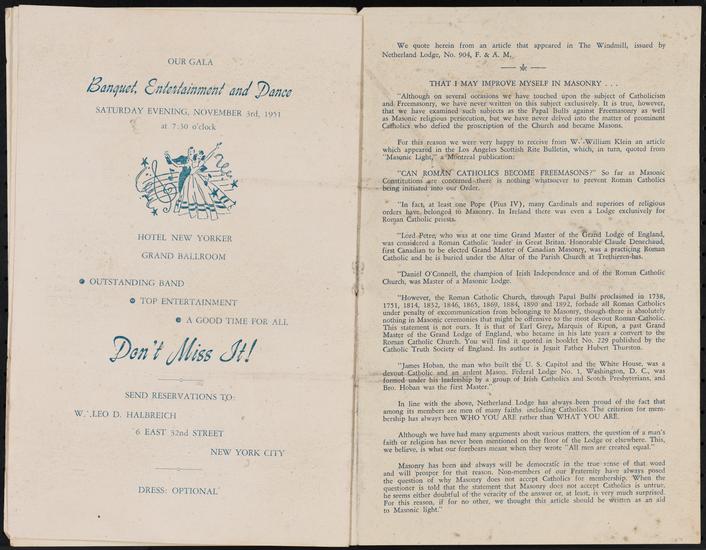 OUR GALA
Banquet, Entertainment and Dance
SATURDAY EVENING, NOVEMBER 3rd, 1951
at 7:30 o'clock
HOTEL NEW YORKER
GRAND BALLROOM
OUTSTANDING BAND
TOP ENTERTAINMENT
A GOOD TIME FOR ALL
Don't Miss It!
SEND RESERVATIONS TO:
W∴LEO D. HALBREICH
6 EAST 32nd STREET
NEW YORK CITY
DRESS: OPTIONAL
We quote herein from an article that appeared in The Windmill, issued by
Netherland Lodge, No. 904, F. & A. M.
THAT I MAY IMPROVE MYSELF IN MASONRY . . .
"Although on several occasions we have touched upon the subject of Catholicism
and Freemasonry, we have never written on this subject exclusively. It is true, however,
that we have examined such subjects as the Papal Bulls against Freemasonry as well
as Masonic religious persecution, but we have never delved into the matter of prominent
Catholics who defied the proscription of the Church and became Masons.
For this reason we were very happy to receive from W∴William Klein an article
which appeared in the Los Angeles Scottish Rite Bulletin, which, in turn, quoted from
"Masonic Light," a Montreal publication:
"CAN ROMAN CATHOLICS BECOME FREEMASONS?" So far as Masonic
Constitutions are concerned there is nothing whatsoever to prevent Roman Catholics
being initiated into our Order.
"In fact, at least one Pope (Pius IV), many Cardinals and superiors of religious
orders have belonged to Masonry. In Ireland there was even a Lodge exclusively for
Roman Catholic priests.
"Lord Petre, who was at one time Grand Master of the Grand Lodge of England,
was considered a Roman Catholic 'leader' in Great Britan. Honorable Claude Denechaud,
first Canadian to be elected Grand Master of Canadian Masonry, was a practicing Roman
Catholic and he is buried under the Altar of the Parish Church at
"Daniel O'Connell, the champion of Irish Independence and of the Roman Catholic
Church, was Master of a Masonic Lodge.
"However, the Roman Catholic Church, through Papal Bulls proclaimed in 1738,
1751, 1814, 1832, 1846, 1865, 1869, 1884, 1890 and 1892, forbade all Roman Catholics
under penalty of excommunication from belonging to Masonry, though there is absolutely
nothing in Masonic ceremonies that might be offensive to the most devout Roman Catholic.
This statement is not ours. It is that of Earl Grey, Marquis of Ripon, a past Grand
Master of the Grand Lodge of England, who became in his late years a convert to the
Roman Catholic Church. You will find it quoted in booklet No. 229 published by the
Catholic Truth Society of England. Its author is Jesuit Father Hubert Thurston.
"James Hoban, the man who built the U. S. Capitol and the White House, was a
devout Catholic and an ardent Mason. Federal Lodge No. 1, Washington, D. C., was
formed under his leadership by a group of Irish Catholics and Scotch Presbyterians, and
Bro. Hoban was the first Master."
In line with the above, Netherland Lodge has always been proud of the fact that
among its members are men of many faiths including Catholics. The criterion for mem-
bership has always been WHO YOU ARE rather than WHAT YOU ARE.
Although we have had many arguments about various matters, the question of a man's
faith or religion has never been mentioned on the floor of the Lodge or elsewhere. This,
we believe, is what our forebears meant when they wrote "All men are created equal."
Masonry has been and always will be democratic in the true sense of that word
and will prosper for that reason. Non-members of our Fraternity have always posed
the question of why Masonry does not accept Catholics for membership. When the
questioner is told that the statement that Masonry does not accept Catholics is untrue,
he seems either doubtful of the veracity of the answer or, at least, is very much surprised.
For this reason, if for no other, we thought this article should be written as an aid
to Masonic light."